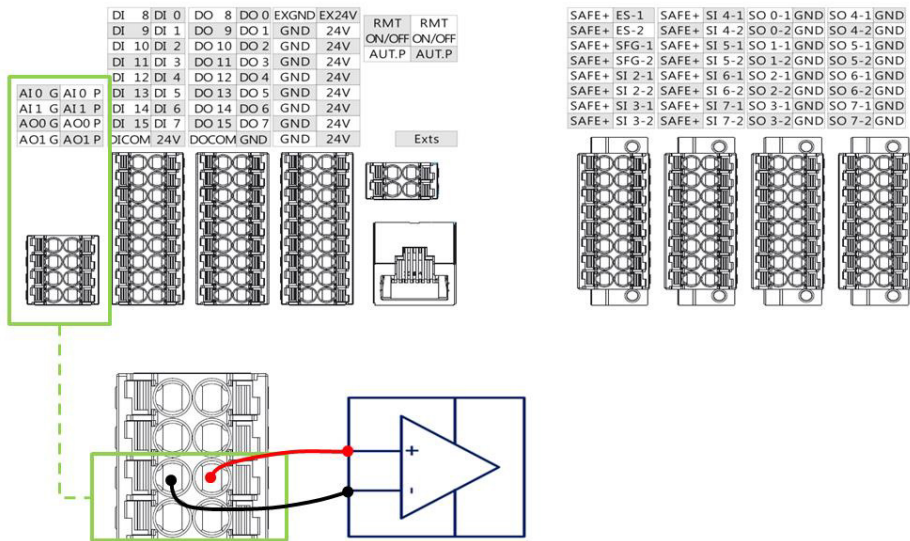 DI 8 DI 0 DO 8 DO 0 EXGND EX24V
DI 9 DI 1 DO 9 DO 1 GND 24V
DI 10 DI 2 DO 10 DO 2 GND 24V
DI 11 DI 3 DO 11 DO 3 GND 24V
DI 12 DI 4 DO 12 DO 4 GND 24V
AI0 G AI0 P DI 13 DI 5 DO 13 DO 5 GND 24V
AI1 G AI1 P DI 14 DI 6 DO 14 DO 6 GND 24V
AO0 G AO0 P DI 15 DI 7 DO 15 DO 7 GND 24V
AO1 G AO1 P DICOM 24V DOCOM GND GND 24V
RMT RMT
ON/OFF ON/OFF
AUT.P AUT.P
Exts
SAFE+ ES-1 SAFE+ SI 4-1 SO 0-1 GND SO 4-1 GND
SAFE+ ES-2 SAFE+ SI 4-2 SO 0-2 GND SO 4-2 GND
SAFE+ SFG-1 SAFE+ SI 5-1 SO 1-1 GND SO 5-1 GND
SAFE+ SFG-2 SAFE+ SI 5-2 SO 1-2 GND SO 5-2 GND
SAFE+ SI 2-1 SAFE+ SI 6-1 SO 2-1 GND SO 6-1 GND
SAFE+ SI 2-2 SAFE+ SI 6-2 SO 2-2 GND SO 6-2 GND
SAFE+ SI 3-1 SAFE+ SI 7-1 SO 3-1 GND SO 7-1 GND
SAFE+ SI 3-2 SAFE+ SI 7-2 SO 3-2 GND SO 7-2 GND
+
-